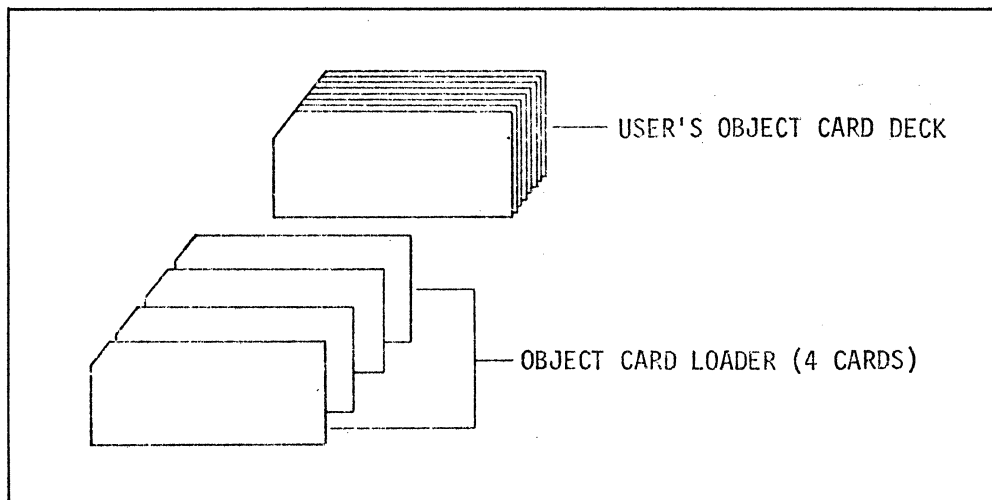 USER'S OBJECT CARD DECK
OBJECT CARD LOADER (4 CARDS)